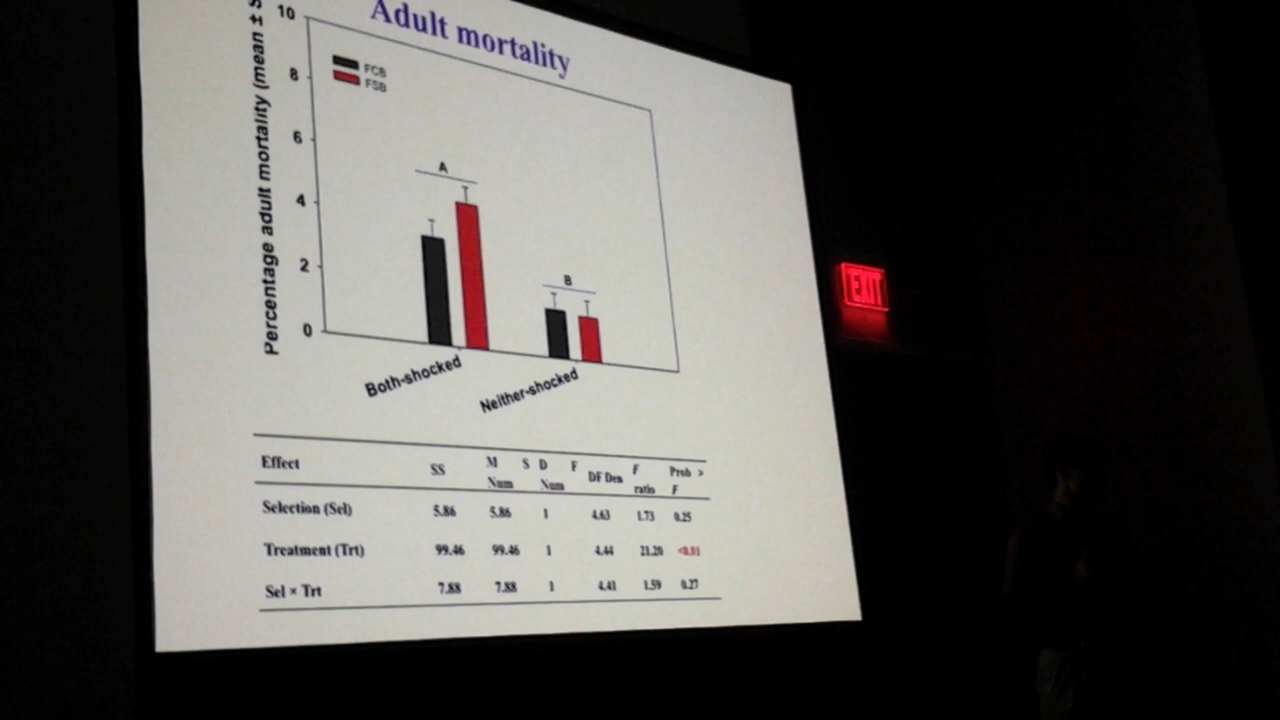 Adult mortality
Percentage adult mortality (mean ± S
10
8
6
4
2
0
FCB
FSB
A
B
Both-shocked
Neither-shocked
EXIT
Effect SS M S Num D F Num DF Den F ratio Prob > F
Selection (Sel) 5.86 5.86 1 4.63 1.73 0.25
Treatment (Trt) 99.46 99.46 1 4.44 21.20 <0.01
Sel × Trt 7.88 7.88 1 4.41 1.59 0.27